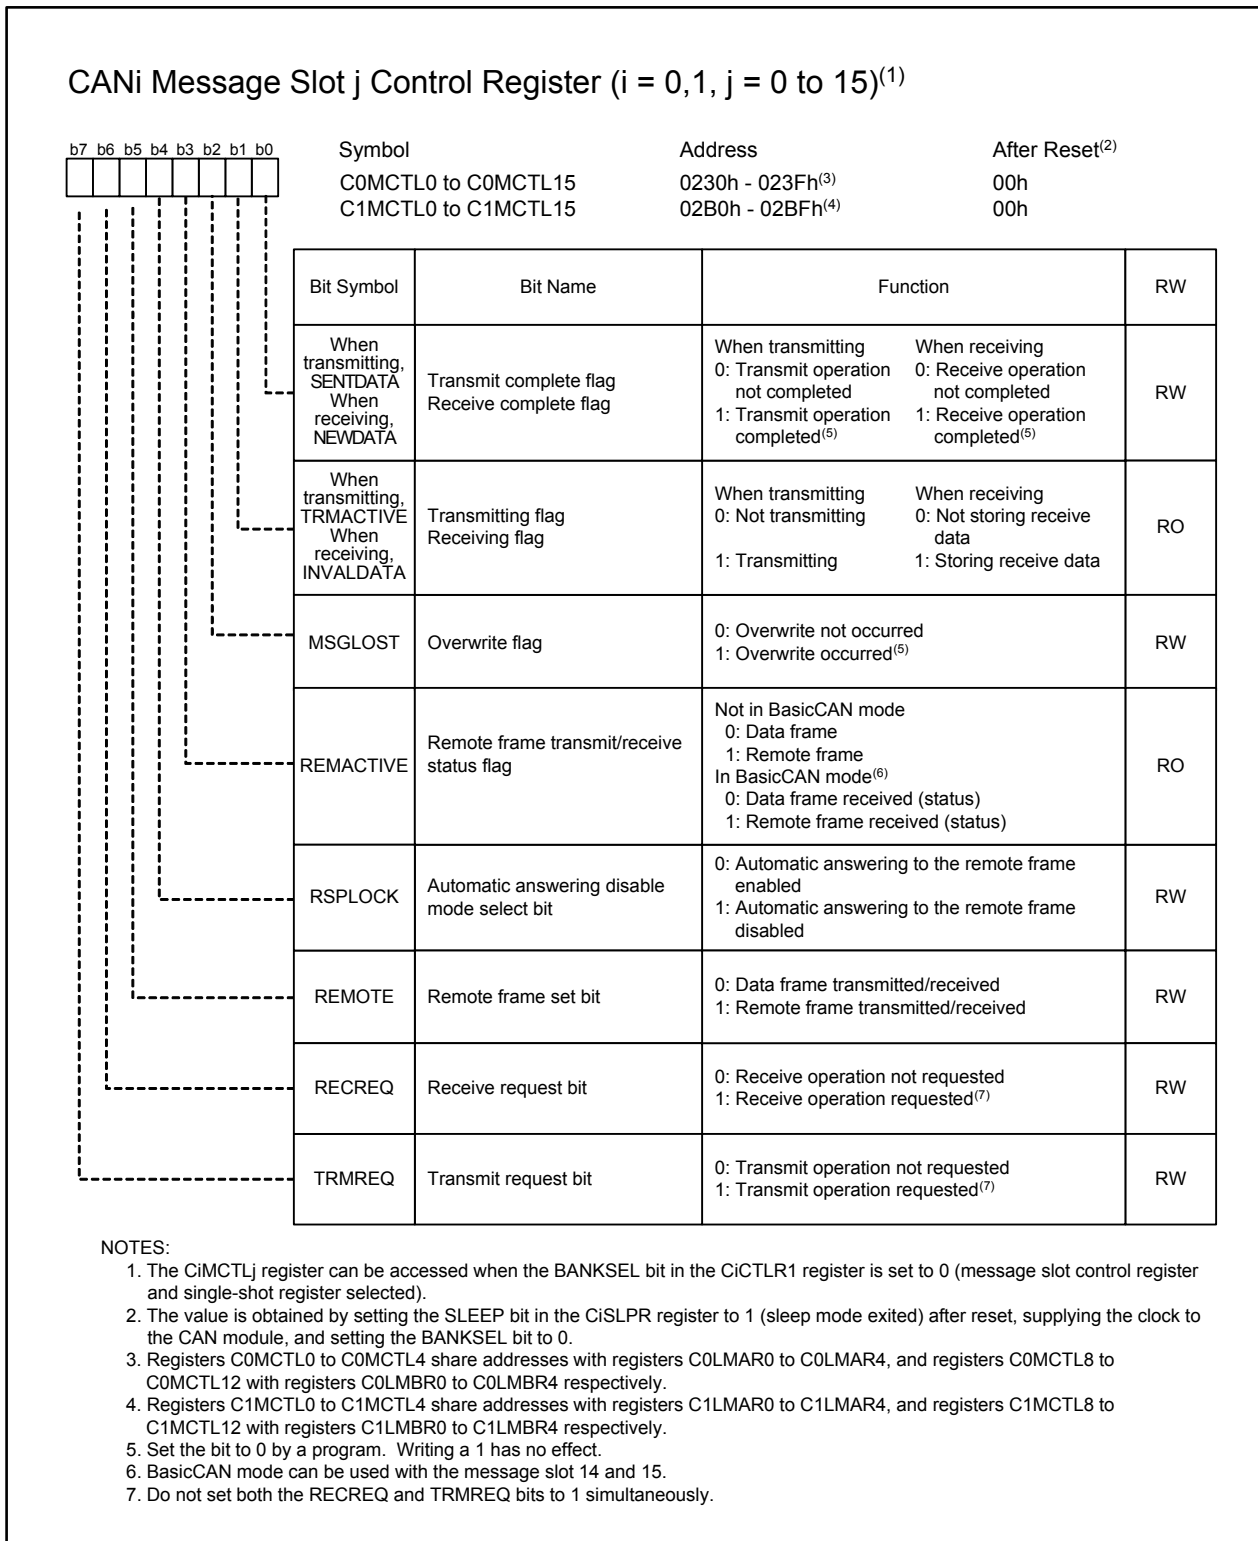 CANi Message Slot j Control Register (i = 0,1, j = 0 to 15)(1)
b7 b6 b5 b4 b3 b2 b1 b0
Symbol Address After Reset(2)
C0MCTL0 to C0MCTL15 0230h - 023Fh(3) 00h
C1MCTL0 to C1MCTL15 02B0h - 02BFh(4) 00h
Bit Symbol Bit Name Function RW
When
transmitting,
SENTDATA
When
receiving,
NEWDATA
Transmit complete flag
Receive complete flag
When transmitting
0: Transmit operation
not completed
1: Transmit operation
completed(5)
When receiving
0: Receive operation
not completed
1: Receive operation
completed(5)
RW
When
transmitting,
TRMACTIVE
When
receiving,
INVALDATA
Transmitting flag
Receiving flag
When transmitting
0: Not transmitting
1: Transmitting
When receiving
0: Not storing receive
data
1: Storing receive data
RO
MSGLOST
Overwrite flag
0: Overwrite not occurred
1: Overwrite occurred(5)
RW
REMACTIVE
Remote frame transmit/receive
status flag
Not in BasicCAN mode
0: Data frame
1: Remote frame
In BasicCAN mode(6)
0: Data frame received (status)
1: Remote frame received (status)
RO
RSPLOCK
Automatic answering disable
mode select bit
0: Automatic answering to the remote frame
enabled
1: Automatic answering to the remote frame
disabled
RW
REMOTE
Remote frame set bit
0: Data frame transmitted/received
1: Remote frame transmitted/received
RW
RECREQ
Receive request bit
0: Receive operation not requested
1: Receive operation requested(7)
RW
TRMREQ
Transmit request bit
0: Transmit operation not requested
1: Transmit operation requested(7)
RW
NOTES:
1. The CiMCTLj register can be accessed when the BANKSEL bit in the CiCTLR1 register is set to 0 (message slot control register
and single-shot register selected).
2. The value is obtained by setting the SLEEP bit in the CiSLPR register to 1 (sleep mode exited) after reset, supplying the clock to
the CAN module, and setting the BANKSEL bit to 0.
3. Registers C0MCTL0 to C0MCTL4 share addresses with registers C0LMAR0 to C0LMAR4, and registers C0MCTL8 to
C0MCTL12 with registers C0LMBR0 to C0LMBR4 respectively.
4. Registers C1MCTL0 to C1MCTL4 share addresses with registers C1LMAR0 to C1LMAR4, and registers C1MCTL8 to
C1MCTL12 with registers C1LMBR0 to C1LMBR4 respectively.
5. Set the bit to 0 by a program. Writing a 1 has no effect.
6. BasicCAN mode can be used with the message slot 14 and 15.
7. Do not set both the RECREQ and TRMREQ bits to 1 simultaneously.